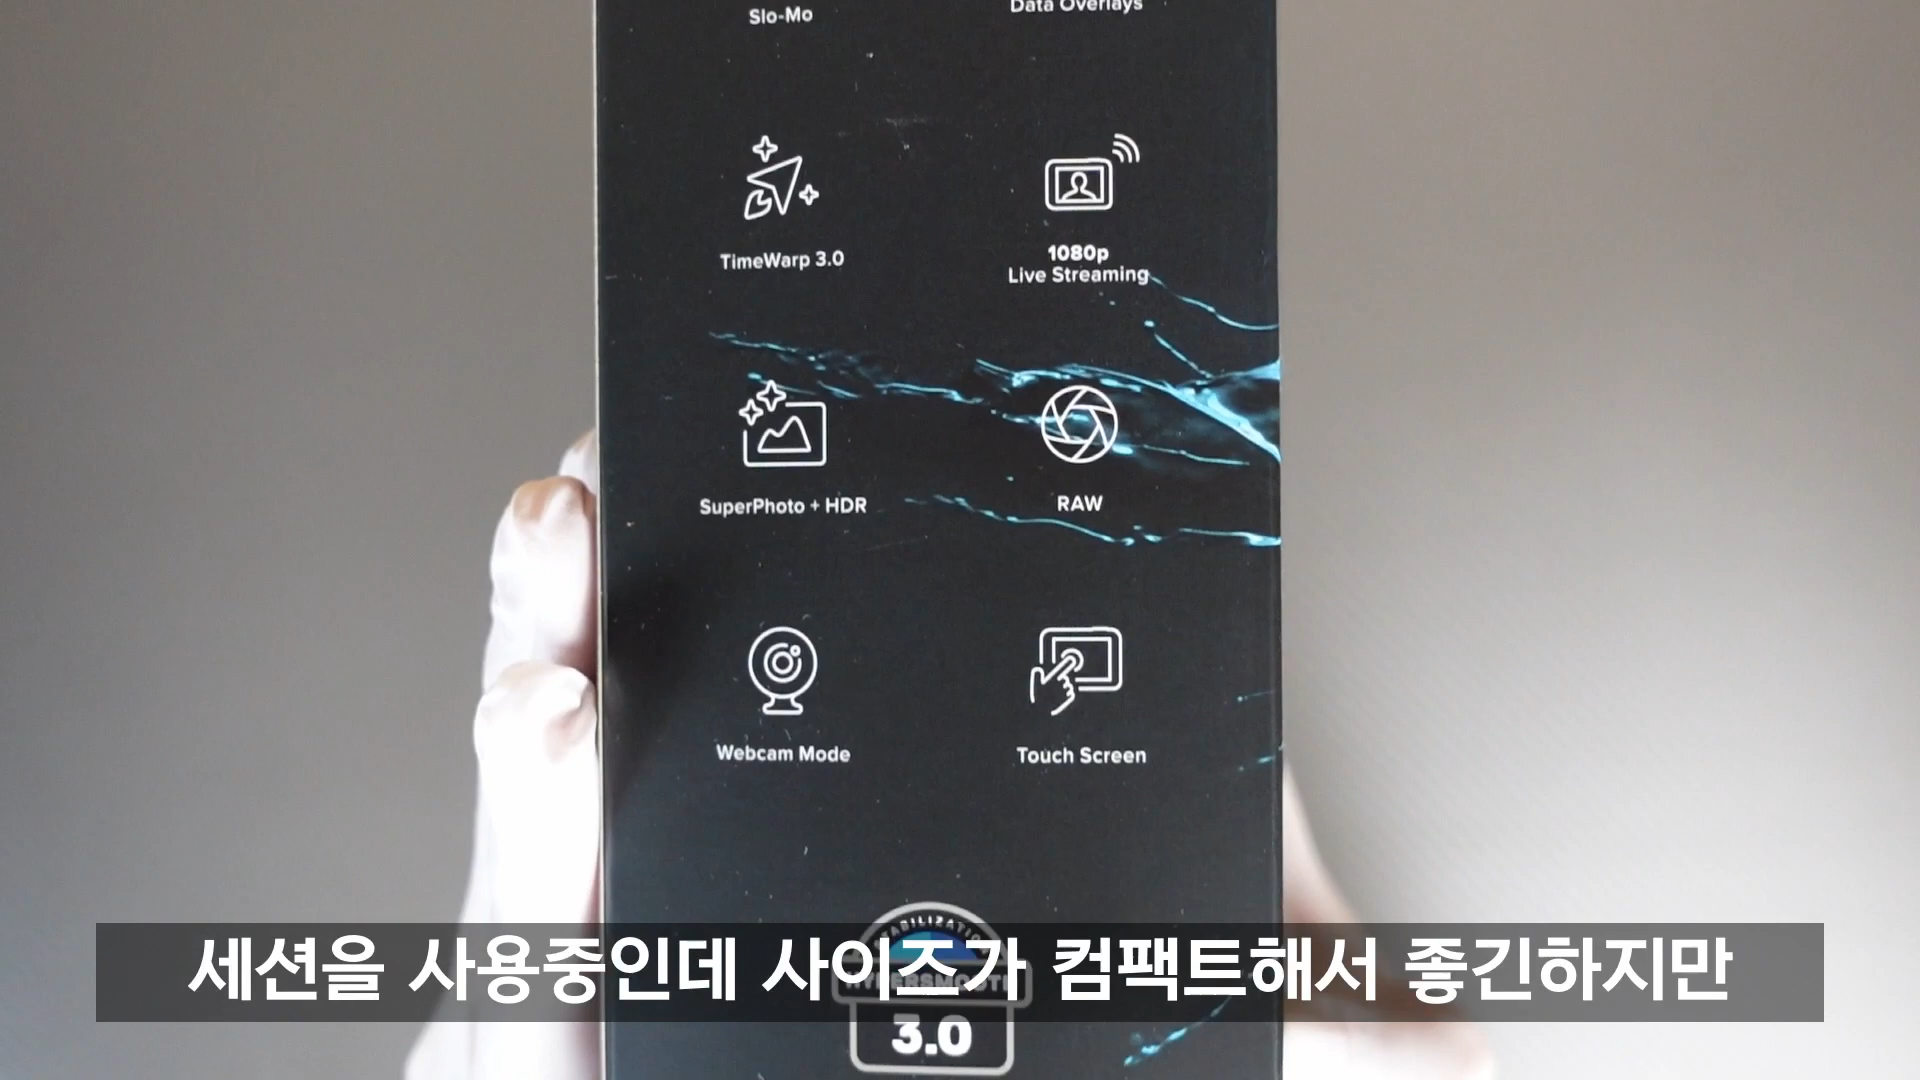 Slo-Mo
Data Overlays
TimeWarp 3.0
1080p
Live Streaming
SuperPhoto + HDR
RAW
Webcam Mode
Touch Screen
STABILIZATION
HYPERSMOOTH
3.0
세션을 사용중인데 사이즈가 컴팩트해서 좋긴하지만